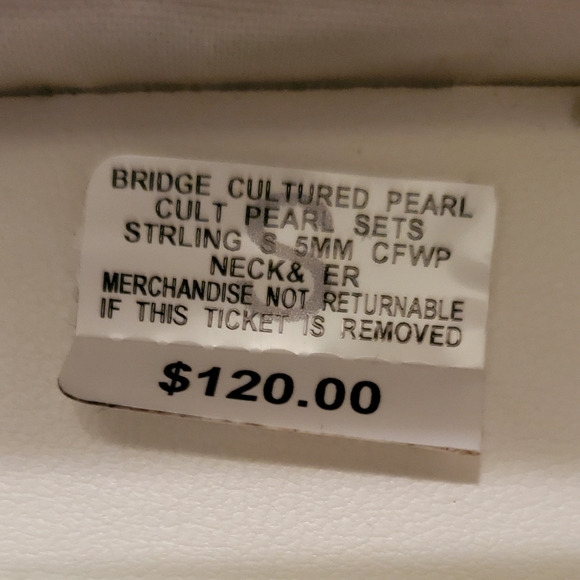 BRIDGE CULTURED PEARL
CULT PEARL SETS
STRLING S 5MM CFWP
NECK& ER
MERCHANDISE NOT RETURNABLE
IF THIS TICKET IS REMOVED
S
$120.00